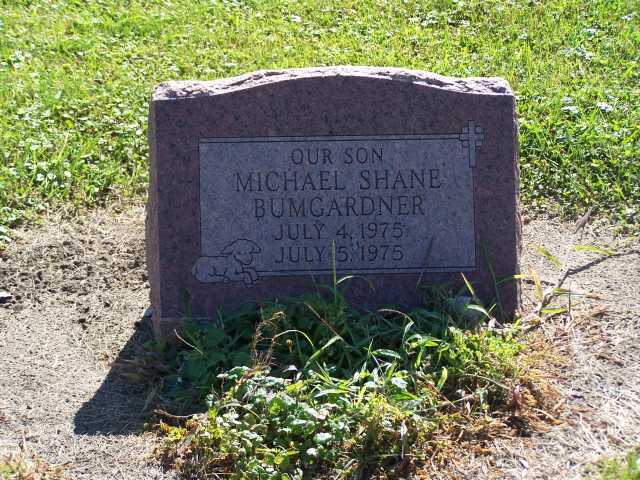 OUR SON
MICHAEL SHANE
BUMGARDNER
JULY 4, 1975
JULY 5, 1975